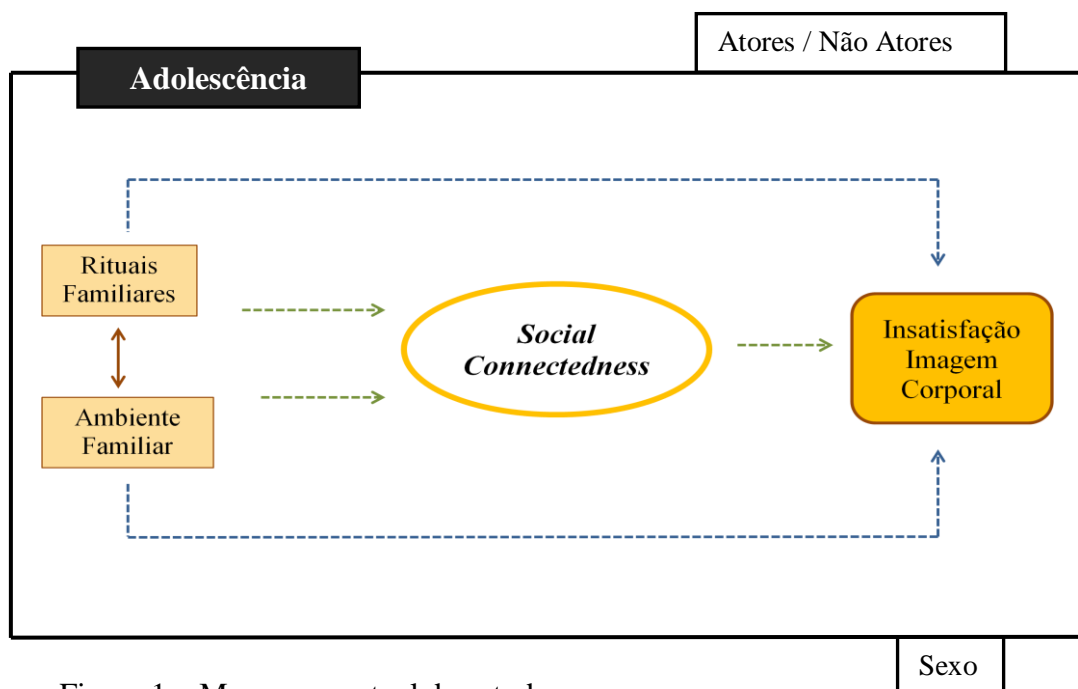 Atores / Não Atores
Adolescência
Rituais
Familiares
Social
Connectedness
Insatisfação
Imagem
Corporal
Ambiente
Familiar
Sexo